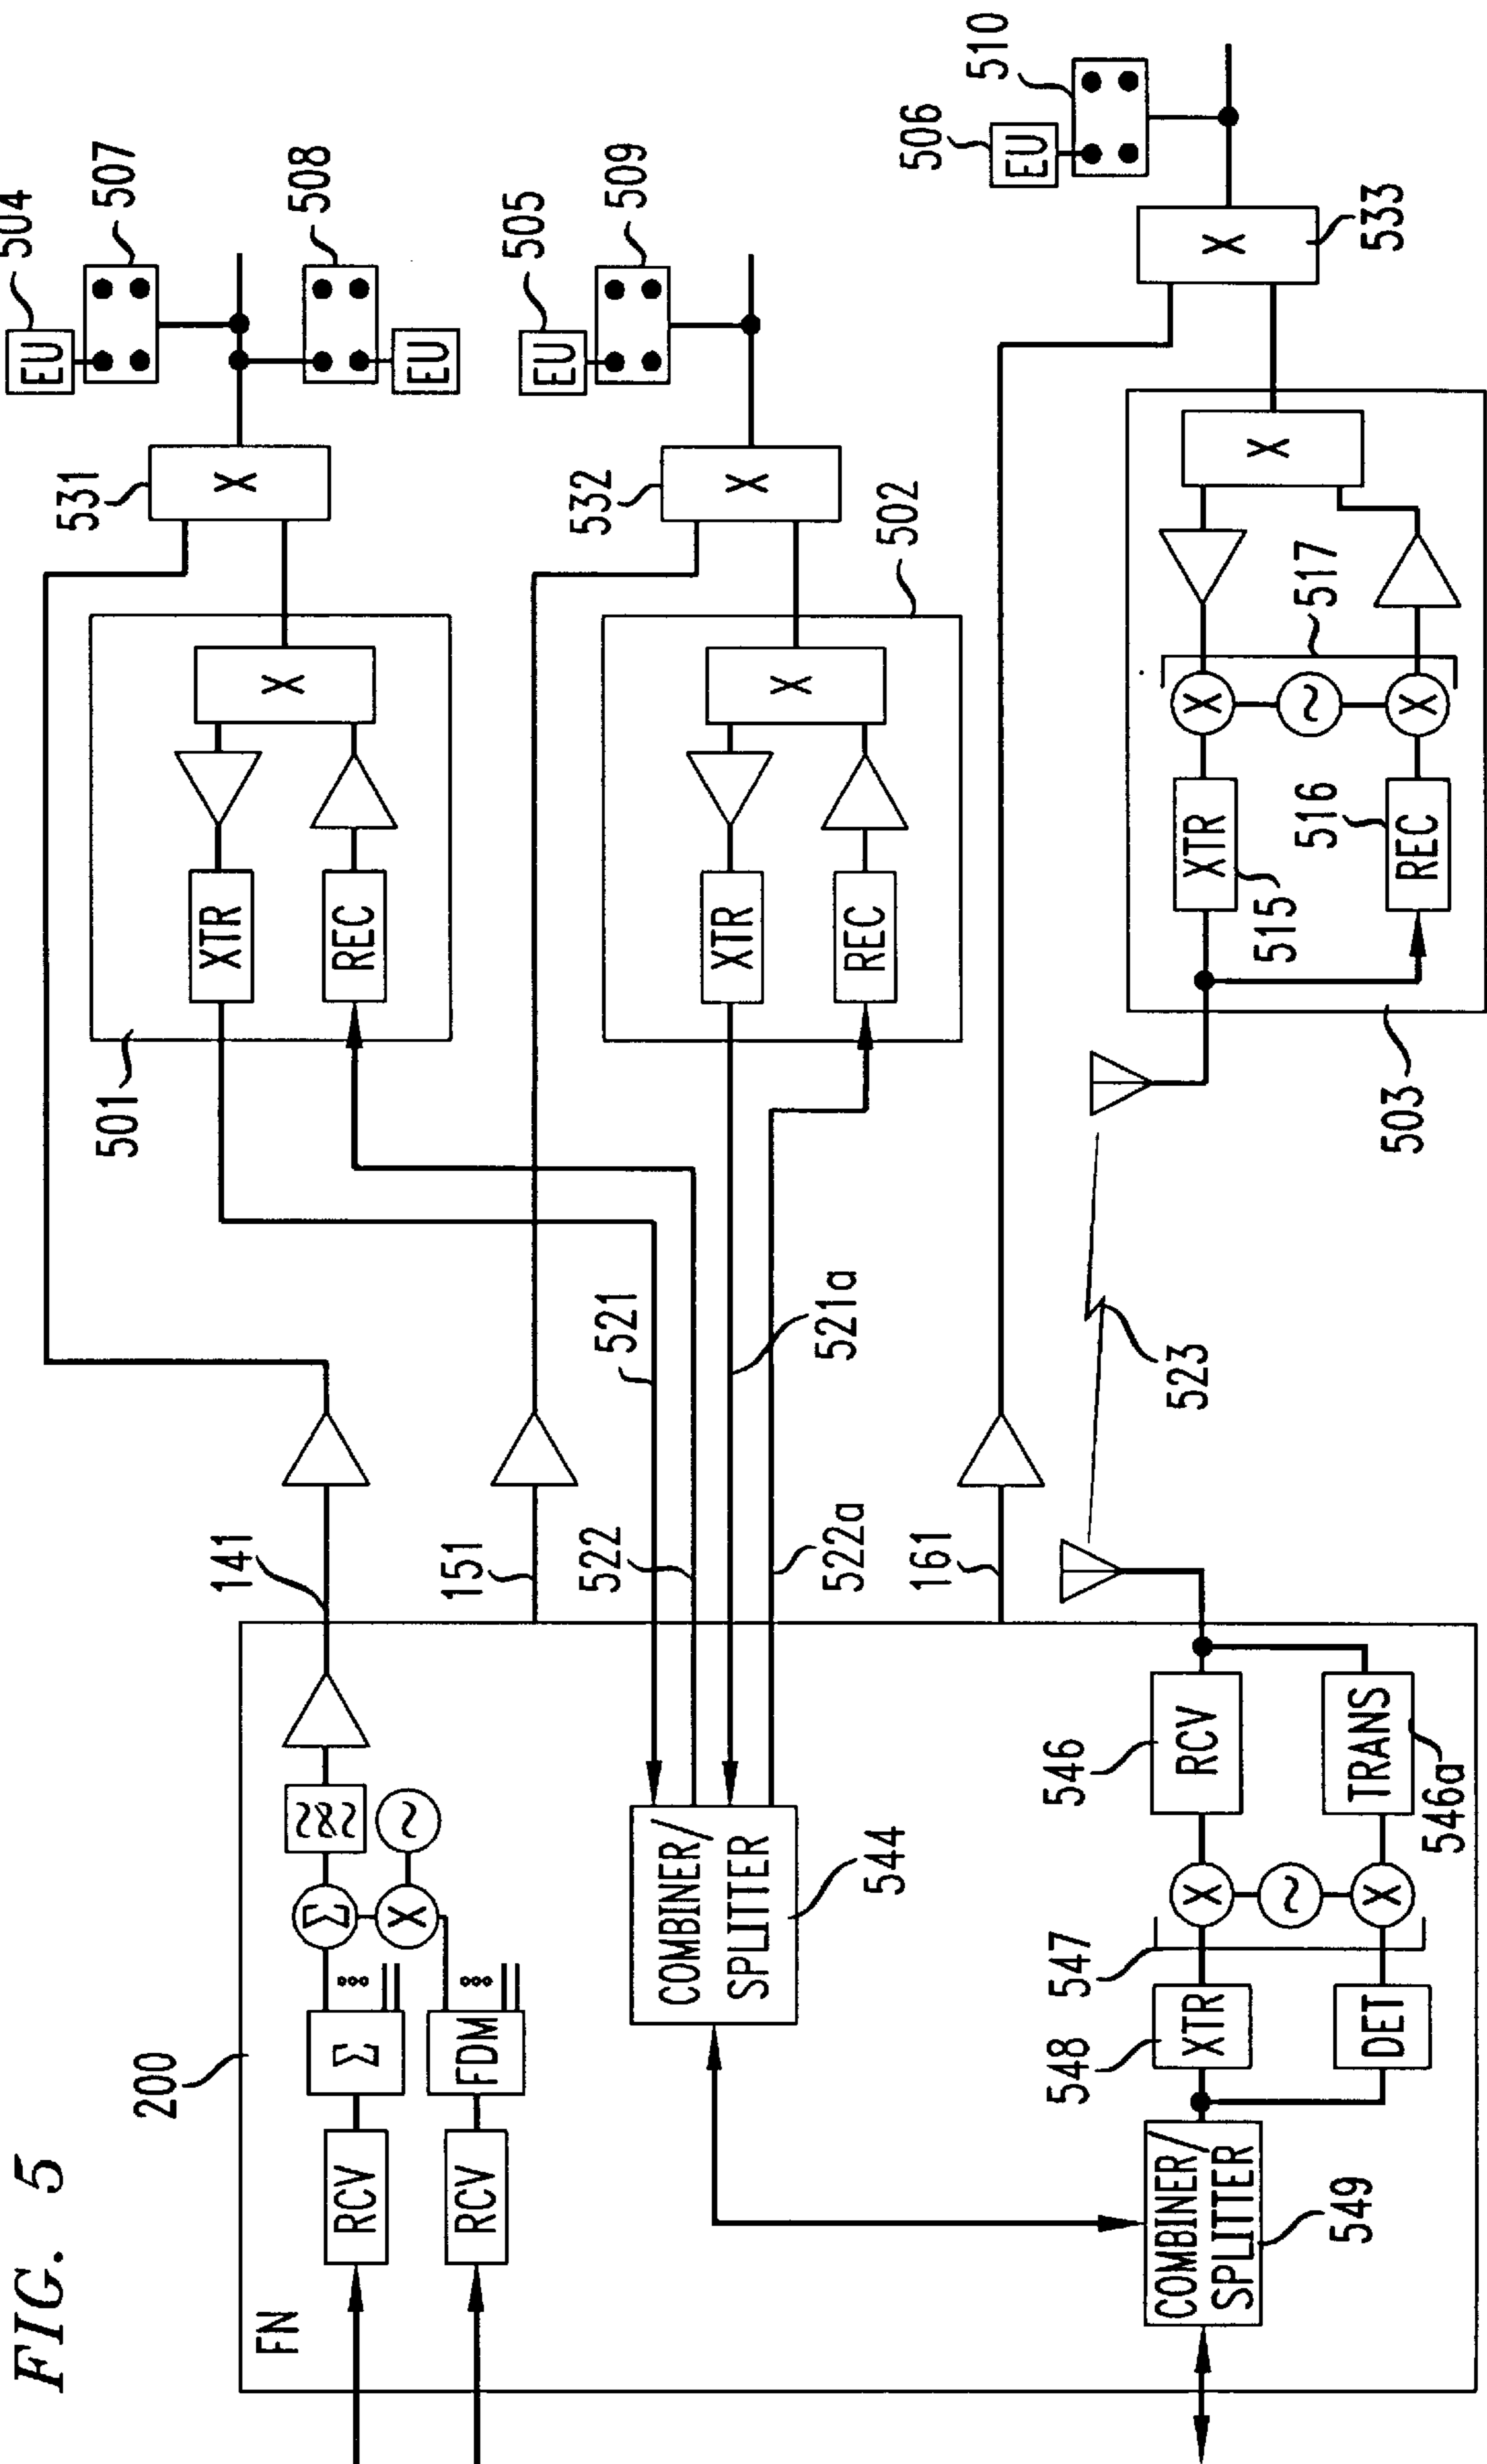 FIG. 5
504
EU
507
508
EU
531
X
505
EU
509
532
X
506
EU
510
533
X
501
XTR
REC
X
502
XTR
REC
X
503
XTR
515
REC
516
517
X
X
~
X
141
151
161
521
522
521a
522a
523
200
FN
RCV
Σ
Σ
RCV
FDM
X
~
COMBINER/
SPLITTER
544
546
RCV
TRANS
546a
X
~
X
547
548
XTR
DET
COMBINER/
SPLITTER
549